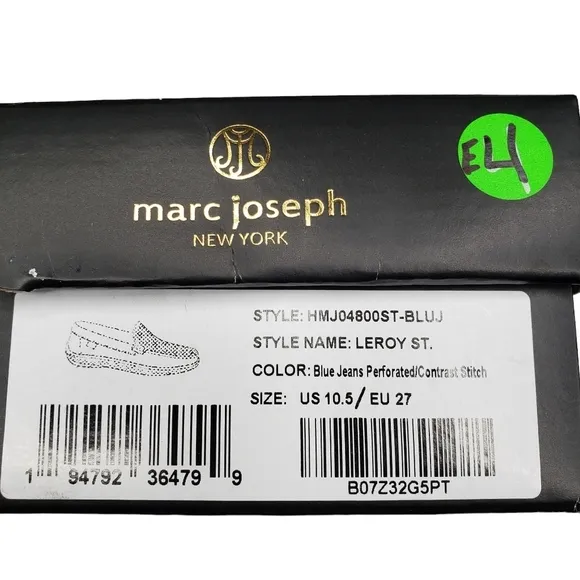 marc joseph
NEW YORK
E4
STYLE: HMJ04800ST-BLUJ
STYLE NAME: LEROY ST.
COLOR: Blue Jeans Perforated/Contrast Stitch
SIZE: US 10.5/ EU 27
1 94792 36479 9
B07Z32G5PT